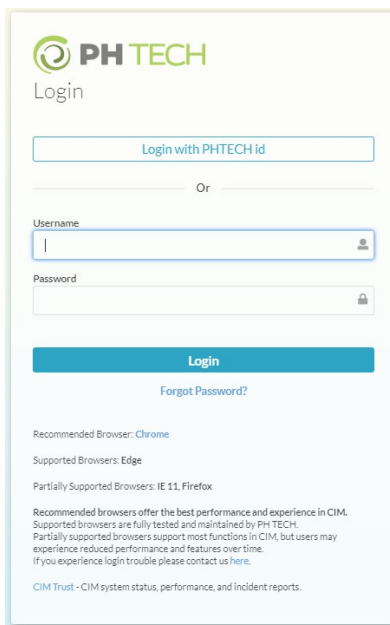 PH TECH
Login
Login with PHTECH id
Or
Username
Password
Login
Forgot Password?
Recommended Browser: Chrome
Supported Browsers: Edge
Partially Supported Browsers: IE 11, Firefox
Recommended browsers offer the best performance and experience in CIM.
Supported browsers are fully tested and maintained by PH TECH.
Partially supported browsers support most functions in CIM, but users may
experience reduced performance and features over time.
If you experience login trouble please contact us here.
CIM Trust - CIM system status, performance, and incident reports.